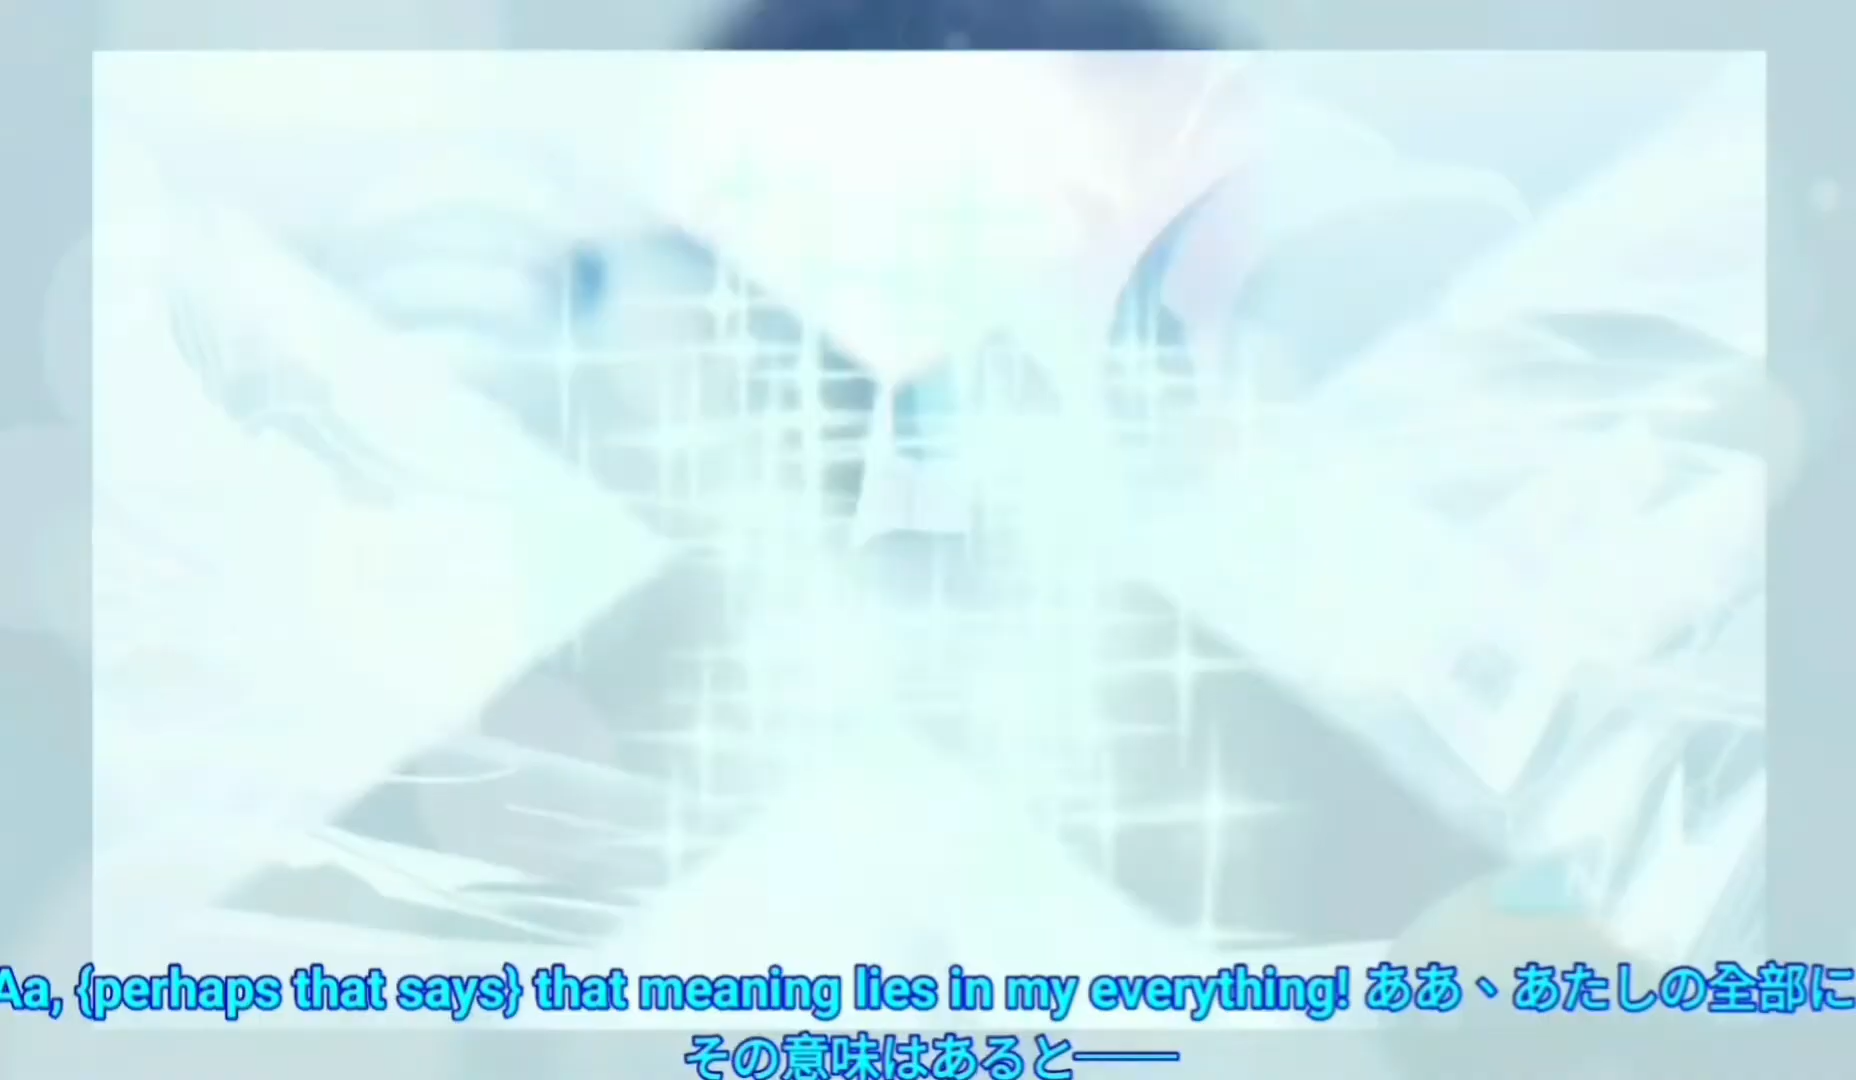 Aa, {perhaps that says} that meaning lies in my everything! ああ、あたしの全部に
その意味はあると——